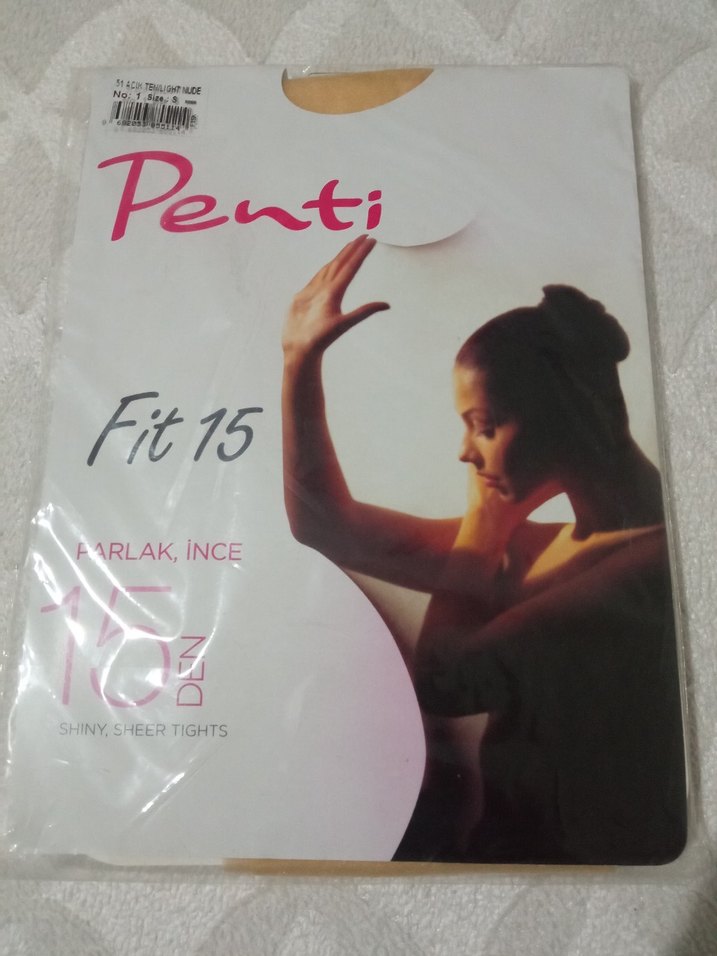 51 AÇIK TEN/LIGHT NUDE
No: 1 Size: S
Penti
Fit 15
PARLAK, İNCE
15 DEN
SHINY, SHEER TIGHTS